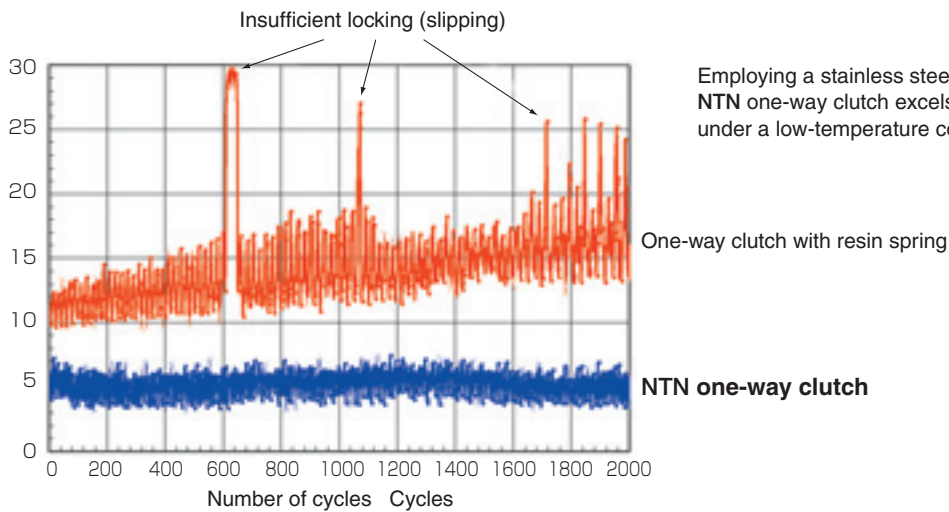 Insufficient locking (slipping)
30
25
20
15
10
5
0
Employing a stainless stee
NTN one-way clutch excels
under a low-temperature c
One-way clutch with resin spring
NTN one-way clutch
0 200 400 600 800 1000 1200 1400 1600 1800 2000
Number of cycles Cycles